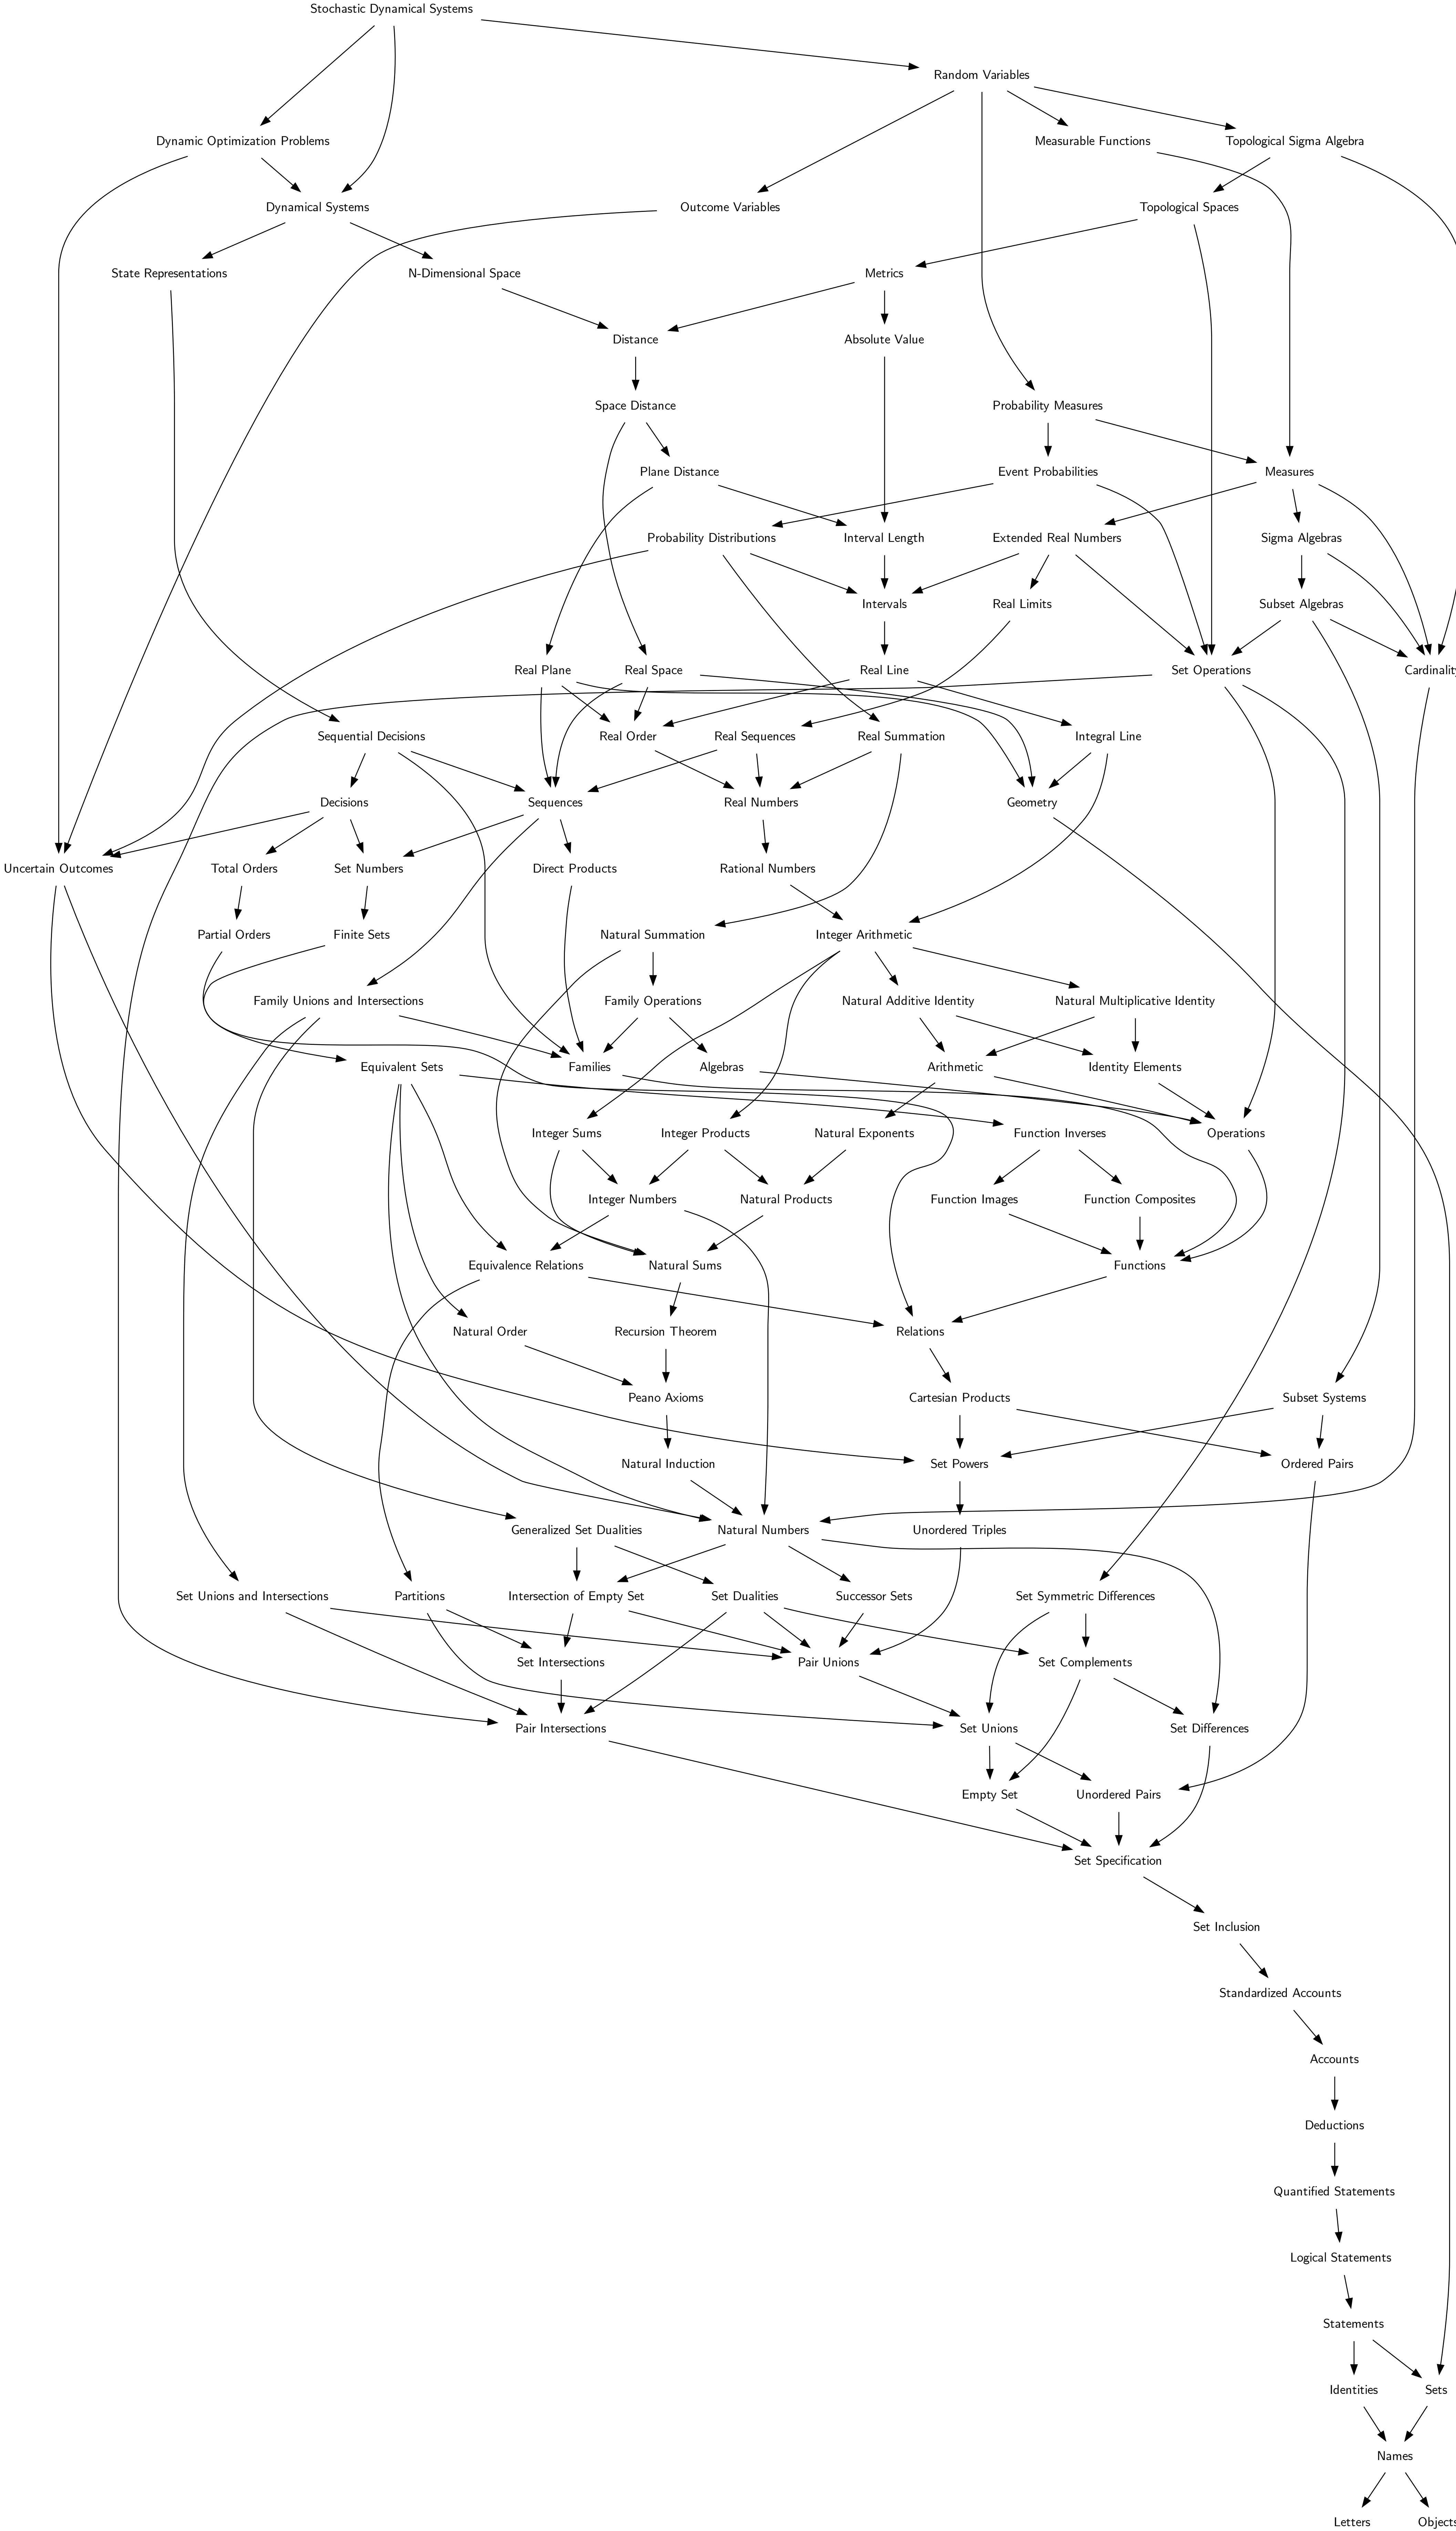 Stochastic Dynamical Systems
Random Variables
Dynamic Optimization Problems
Measurable Functions
Topological Sigma Algebra
Dynamical Systems
Outcome Variables
Topological Spaces
State Representations
N-Dimensional Space
Metrics
Distance
Absolute Value
Space Distance
Probability Measures
Plane Distance
Event Probabilities
Measures
Probability Distributions
Interval Length
Extended Real Numbers
Sigma Algebras
Intervals
Real Limits
Subset Algebras
Real Plane
Real Space
Real Line
Set Operations
Cardinality
Sequential Decisions
Real Order
Real Sequences
Real Summation
Integral Line
Decisions
Sequences
Real Numbers
Geometry
Uncertain Outcomes
Total Orders
Set Numbers
Direct Products
Rational Numbers
Partial Orders
Finite Sets
Natural Summation
Integer Arithmetic
Family Unions and Intersections
Family Operations
Natural Additive Identity
Natural Multiplicative Identity
Equivalent Sets
Families
Algebras
Arithmetic
Identity Elements
Integer Sums
Integer Products
Natural Exponents
Function Inverses
Operations
Integer Numbers
Natural Products
Function Images
Function Composites
Equivalence Relations
Natural Sums
Functions
Natural Order
Recursion Theorem
Relations
Peano Axioms
Cartesian Products
Subset Systems
Natural Induction
Set Powers
Ordered Pairs
Generalized Set Dualities
Natural Numbers
Unordered Triples
Set Unions and Intersections
Partitions
Intersection of Empty Set
Set Dualities
Successor Sets
Set Symmetric Differences
Set Intersections
Pair Unions
Set Complements
Pair Intersections
Set Unions
Set Differences
Empty Set
Unordered Pairs
Set Specification
Set Inclusion
Standardized Accounts
Accounts
Deductions
Quantified Statements
Logical Statements
Statements
Identities
Sets
Names
Letters
Objects